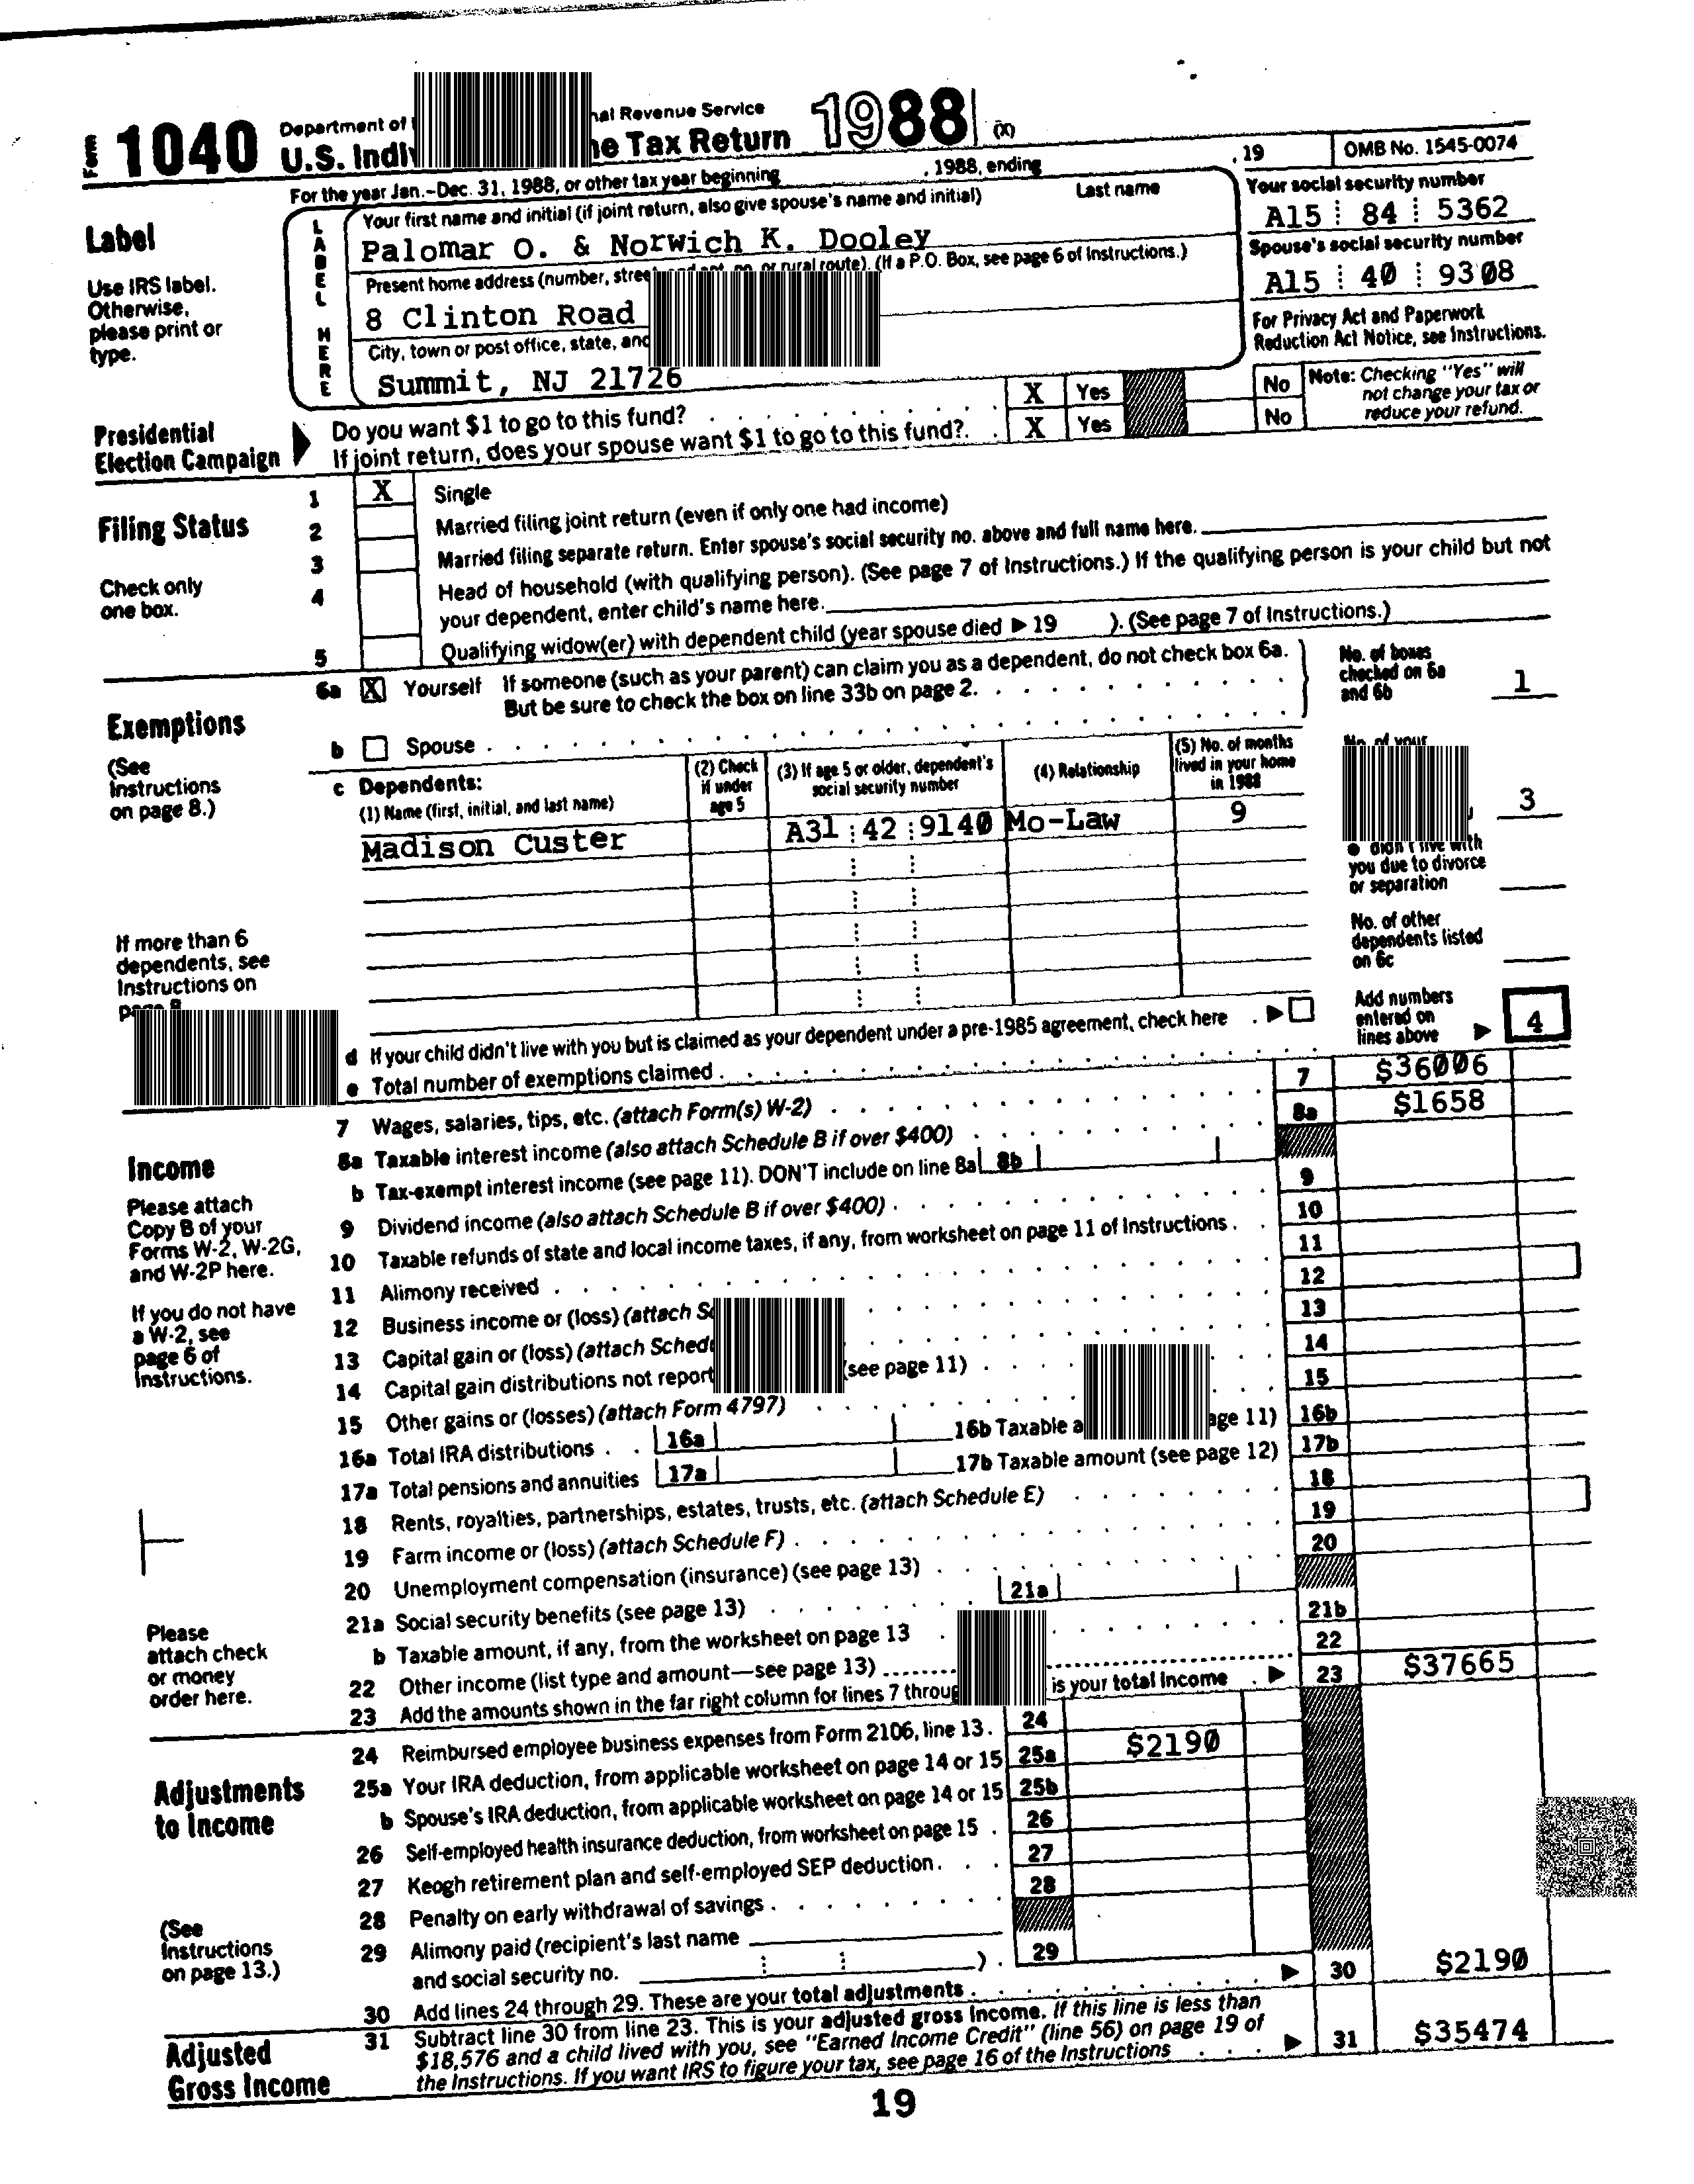 Form 1040 Department of nal Revenue Service
U.S. Indiv e Tax Return 1988 (X)
For the year Jan.–Dec. 31, 1988, or other tax year beginning , 1988, ending , 19 OMB No. 1545-0074
Label
Use IRS label.
Otherwise,
please print or
type.
LABEL HERE
Your first name and initial (if joint return, also give spouse's name and initial) Last name
Palomar O. & Norwich K. Dooley
Your social security number
A15 84 5362
Present home address (number, street or rural route). (If a P.O. Box, see page 6 of Instructions.)
8 Clinton Road
Spouse's social security number
A15 40 9308
City, town or post office, state, and
Summit, NJ 21726
For Privacy Act and Paperwork
Reduction Act Notice, see Instructions.
Presidential
Election Campaign
Do you want $1 to go to this fund? X Yes No
If joint return, does your spouse want $1 to go to this fund?. X Yes No
Note: Checking "Yes" will
not change your tax or
reduce your refund.
Filing Status
Check only
one box.
1 X Single
2 Married filing joint return (even if only one had income)
3 Married filing separate return. Enter spouse's social security no. above and full name here.
4 Head of household (with qualifying person). (See page 7 of Instructions.) If the qualifying person is your child but not
your dependent, enter child's name here.
5 Qualifying widow(er) with dependent child (year spouse died ▶ 19 ). (See page 7 of Instructions.)
Exemptions
(See
Instructions
on page 8.)
6a X Yourself If someone (such as your parent) can claim you as a dependent, do not check box 6a.
But be sure to check the box on line 33b on page 2.
No. of boxes
checked on 6a
and 6b 1
b Spouse
c Dependents:
(1) Name (first, initial, and last name)
(2) Check
if under
age 5
(3) If age 5 or older, dependent's
social security number
(4) Relationship
(5) No. of months
lived in your home
in 1988
Madison Custer A31 42 9140 Mo-Law 9
No. of your
3
● didn't live with
you due to divorce
or separation
No. of other
dependents listed
on 6c
If more than 6
dependents, see
Instructions on
page 8
d If your child didn't live with you but is claimed as your dependent under a pre-1985 agreement, check here ▶
e Total number of exemptions claimed
Add numbers
entered on
lines above ▶ 4
Income
Please attach
Copy B of your
Forms W-2, W-2G,
and W-2P here.
If you do not have
a W-2, see
page 6 of
Instructions.
7 Wages, salaries, tips, etc. (attach Form(s) W-2) 7 $36006
8a Taxable interest income (also attach Schedule B if over $400) 8a $1658
b Tax-exempt interest income (see page 11). DON'T include on line 8a 8b
9 Dividend income (also attach Schedule B if over $400) 9
10 Taxable refunds of state and local income taxes, if any, from worksheet on page 11 of Instructions 10
11 Alimony received 11
12 Business income or (loss) (attach S 12
13 Capital gain or (loss) (attach Sched 13
14 Capital gain distributions not report (see page 11) 14
15 Other gains or (losses) (attach Form 4797) 15
16a Total IRA distributions 16a 16b Taxable a age 11) 16b
17a Total pensions and annuities 17a 17b Taxable amount (see page 12) 17b
18 Rents, royalties, partnerships, estates, trusts, etc. (attach Schedule E) 18
19 Farm income or (loss) (attach Schedule F) 19
20 Unemployment compensation (insurance) (see page 13) 20
21a Social security benefits (see page 13) 21a
b Taxable amount, if any, from the worksheet on page 13 21b
22 Other income (list type and amount—see page 13) 22
23 Add the amounts shown in the far right column for lines 7 throug is your total income ▶ 23 $37665
Please
attach check
or money
order here.
Adjustments
to Income
(See
Instructions
on page 13.)
24 Reimbursed employee business expenses from Form 2106, line 13. 24
25a Your IRA deduction, from applicable worksheet on page 14 or 15 25a $2190
b Spouse's IRA deduction, from applicable worksheet on page 14 or 15 25b
26 Self-employed health insurance deduction, from worksheet on page 15 26
27 Keogh retirement plan and self-employed SEP deduction 27
28 Penalty on early withdrawal of savings 28
29 Alimony paid (recipient's last name
and social security no. ) 29
30 Add lines 24 through 29. These are your total adjustments ▶ 30 $2190
Adjusted
Gross Income
31 Subtract line 30 from line 23. This is your adjusted gross income. If this line is less than
$18,576 and a child lived with you, see "Earned Income Credit" (line 56) on page 19 of
the Instructions. If you want IRS to figure your tax, see page 16 of the Instructions ▶ 31 $35474
19